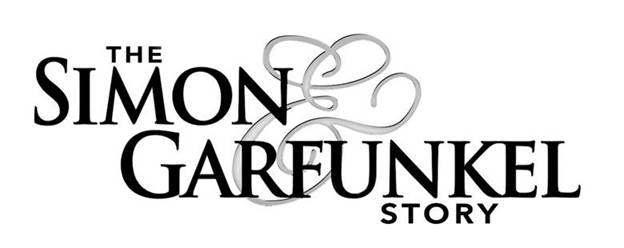 THE
SIMON &
GARFUNKEL
STORY